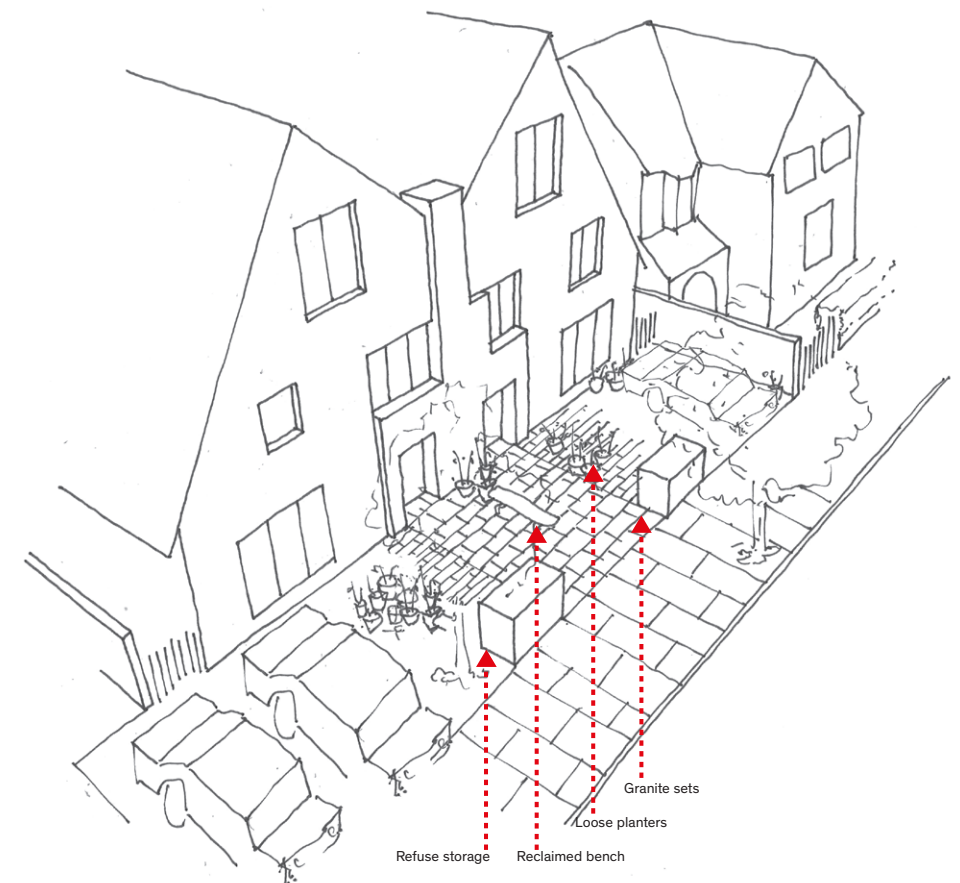 Granite sets
Loose planters
Refuse storage
Reclaimed bench